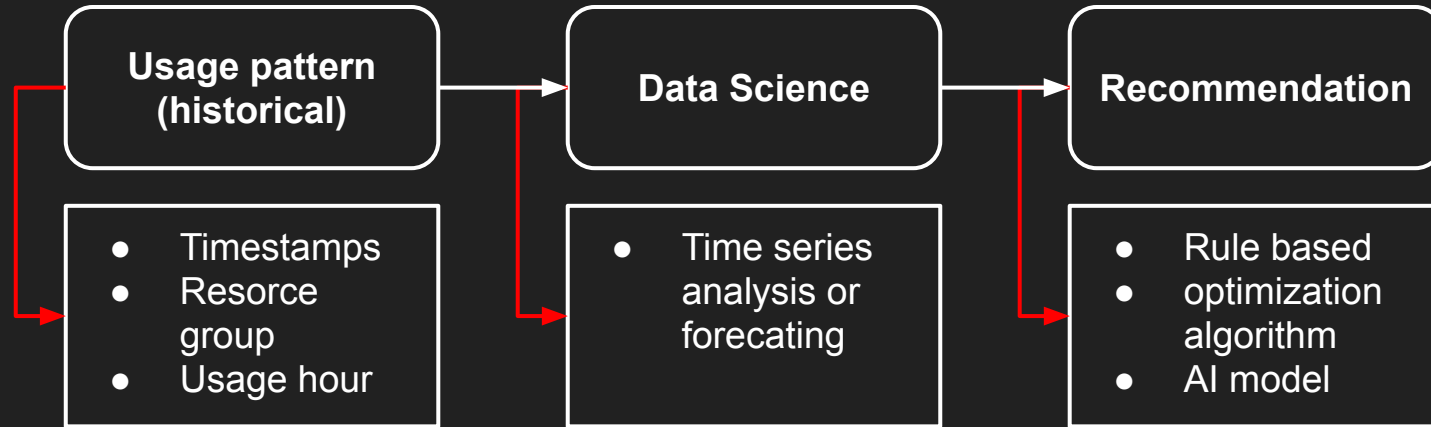 Usage pattern
(historical)
Data Science
Recommendation
● Timestamps
● Resorce
group
● Usage hour
● Time series
analysis or
forecating
● Rule based
● optimization
algorithm
● AI model